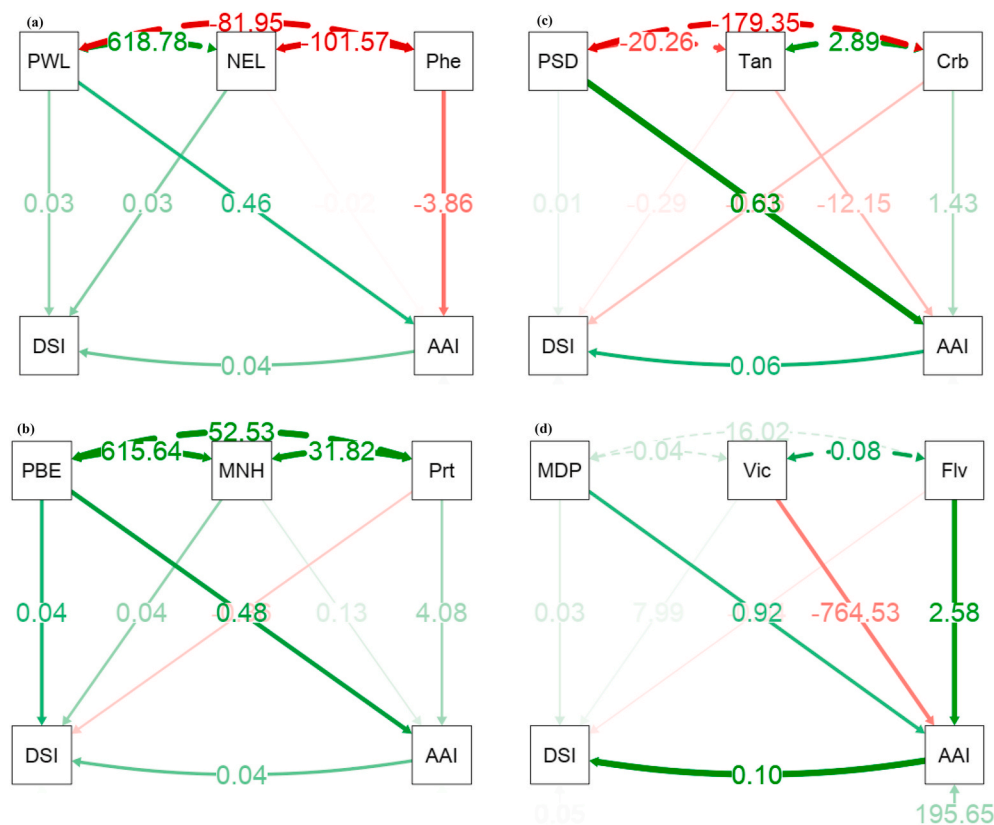 (a)
-81.95
618.78
-101.57
PWL
NEL
Phe
0.03
0.03
0.46
-0.02
-3.86
DSI
AAI
0.04
(c)
-179.35
-20.26
2.89
PSD
Tan
Crb
0.01
-0.29
0.63
-12.15
1.43
DSI
AAI
0.06
(b)
52.53
615.64
31.82
PBE
MNH
Prt
0.04
0.04
0.48
0.13
4.08
DSI
AAI
0.04
(d)
-16.02
-0.04
-0.08
MDP
Vic
Flv
0.03
7.99
0.92
-764.53
2.58
DSI
AAI
0.10
0.05
195.65